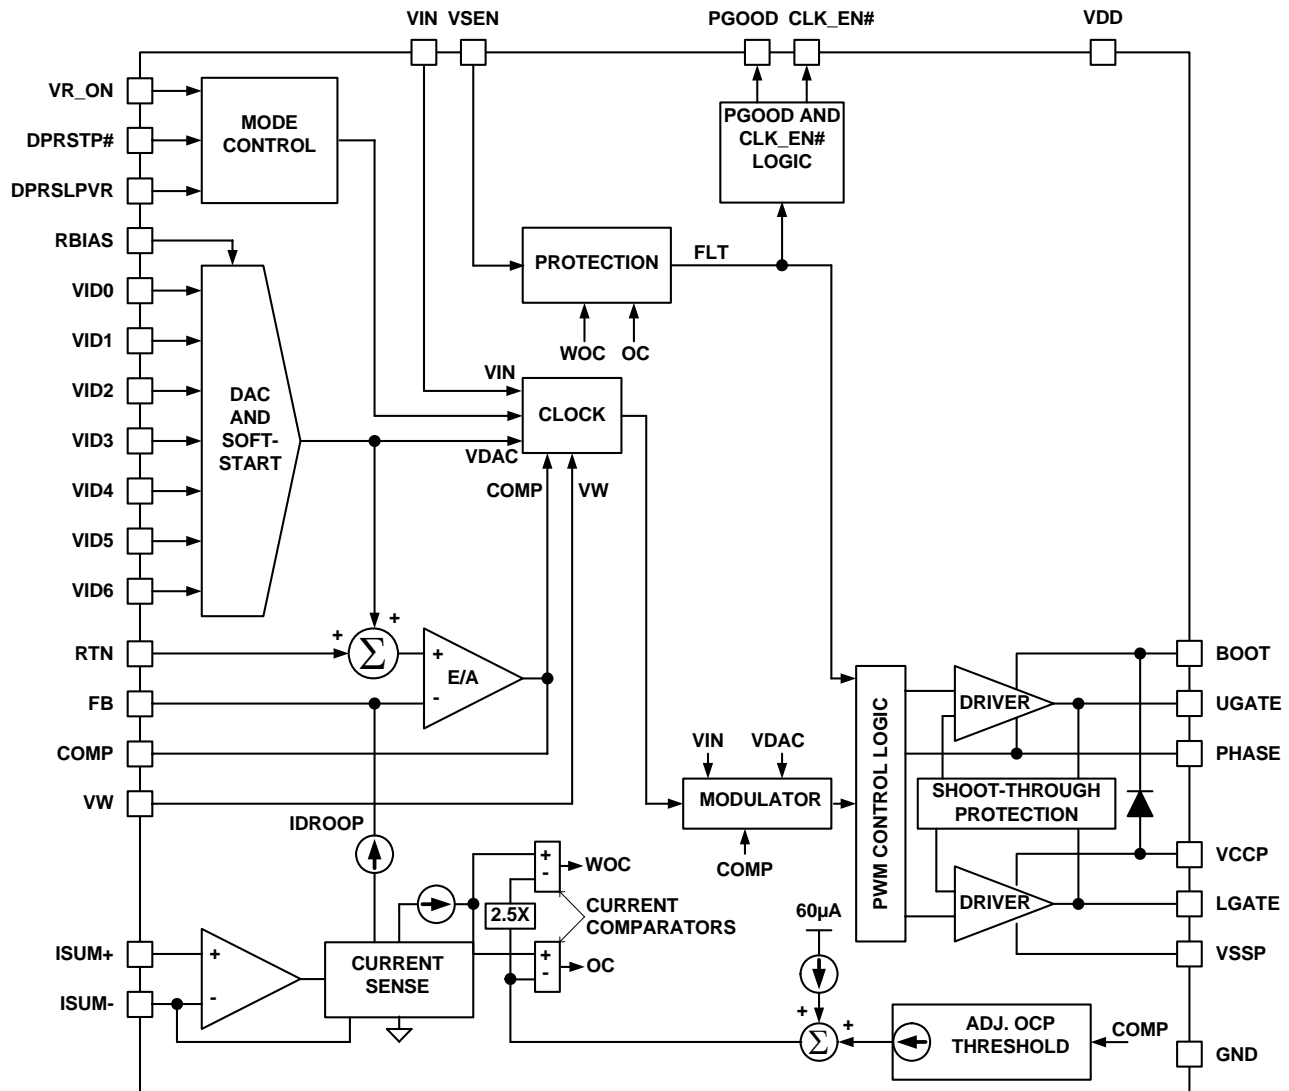 VIN VSEN PGOOD CLK_EN# VDD
VR_ON
DPRSTP#
DPRSLPVR
MODE
CONTROL
PGOOD AND
CLK_EN#
LOGIC
RBIAS
VID0
VID1
VID2
VID3
VID4
VID5
VID6
DAC
AND
SOFT-
START
PROTECTION
FLT
WOC OC
VIN
CLOCK
VDAC
COMP
VW
RTN
FB
COMP
VW
+
+
Σ
+
-
E/A
IDROOP
VIN VDAC
MODULATOR
COMP
PWM CONTROL LOGIC
DRIVER
SHOOT-THROUGH
PROTECTION
DRIVER
BOOT
UGATE
PHASE
VCCP
LGATE
VSSP
GND
ISUM+
ISUM-
+
-
CURRENT
SENSE
+
-
WOC
2.5X
CURRENT
COMPARATORS
+
-
OC
60µA
+
+
Σ
ADJ. OCP
THRESHOLD
COMP